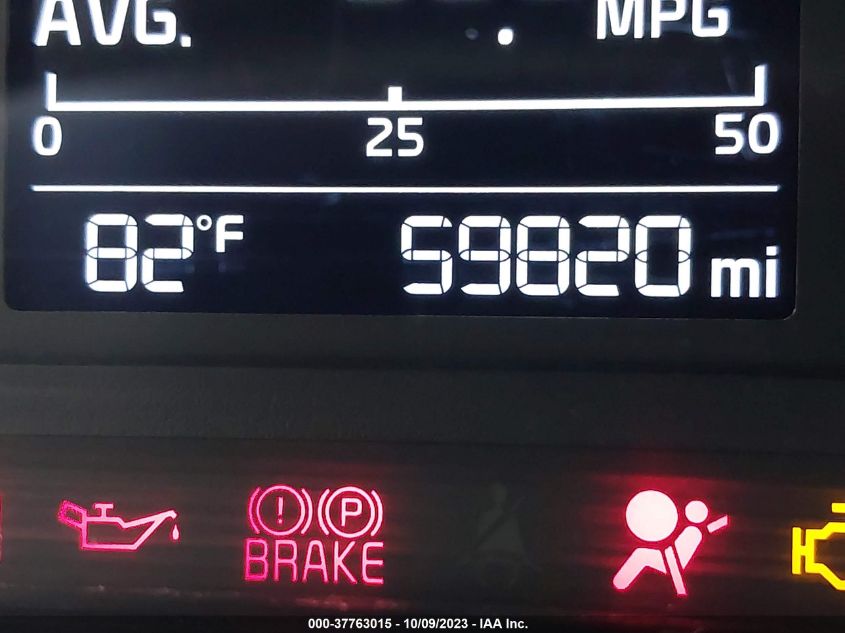 AVG. MPG
0 25 50
82°F 59820 mi
! P
BRAKE
000-37763015 - 10/09/2023 - IAA Inc.